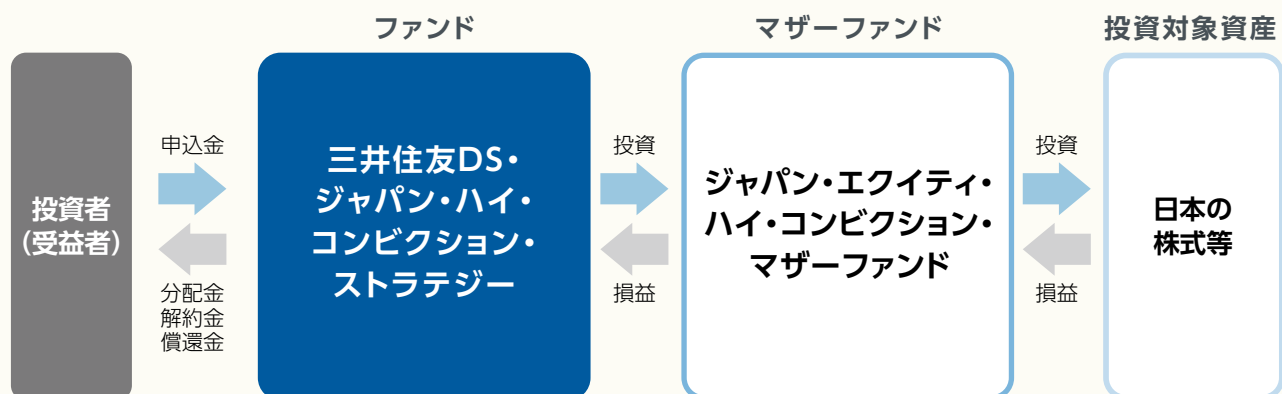 ファンド
マザーファンド
投資対象資産
投資者
(受益者)
申込金
分配金
解約金
償還金
三井住友DS・
ジャパン・ハイ・
コンビクション・
ストラテジー
投資
損益
ジャパン・エクイティ・
ハイ・コンビクション・
マザーファンド
投資
損益
日本の
株式等